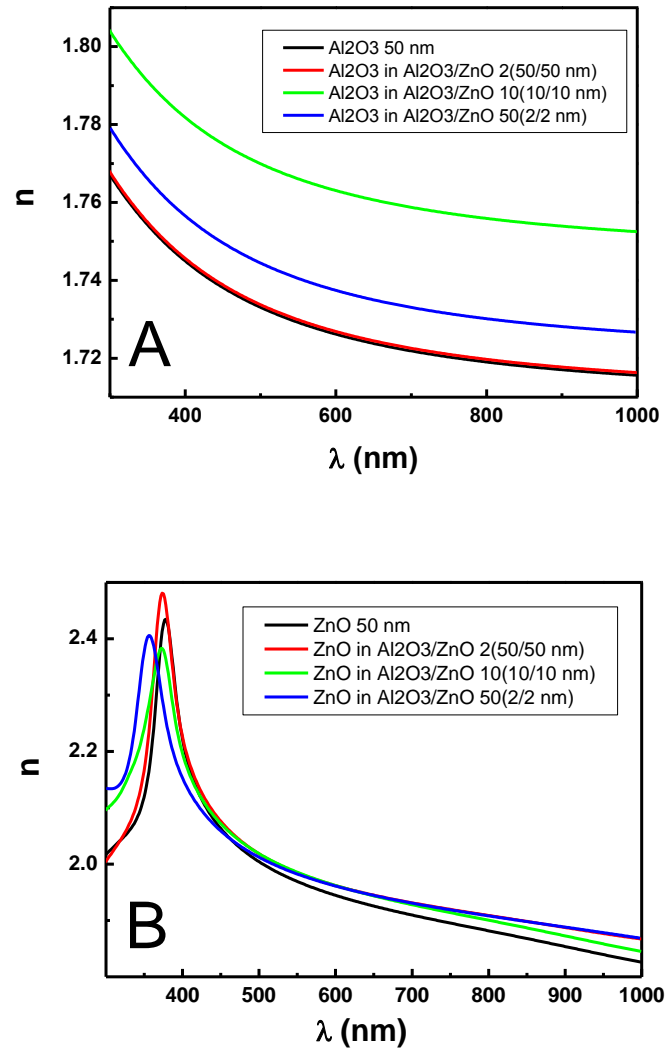 1.80
1.78
1.76
1.74
1.72
n
Al2O3 50 nm
Al2O3 in Al2O3/ZnO 2(50/50 nm)
Al2O3 in Al2O3/ZnO 10(10/10 nm)
Al2O3 in Al2O3/ZnO 50(2/2 nm)
A
400 600 800 1000
λ (nm)
2.4
2.2
2.0
n
ZnO 50 nm
ZnO in Al2O3/ZnO 2(50/50 nm)
ZnO in Al2O3/ZnO 10(10/10 nm)
ZnO in Al2O3/ZnO 50(2/2 nm)
B
400 500 600 700 800 900 1000
λ (nm)